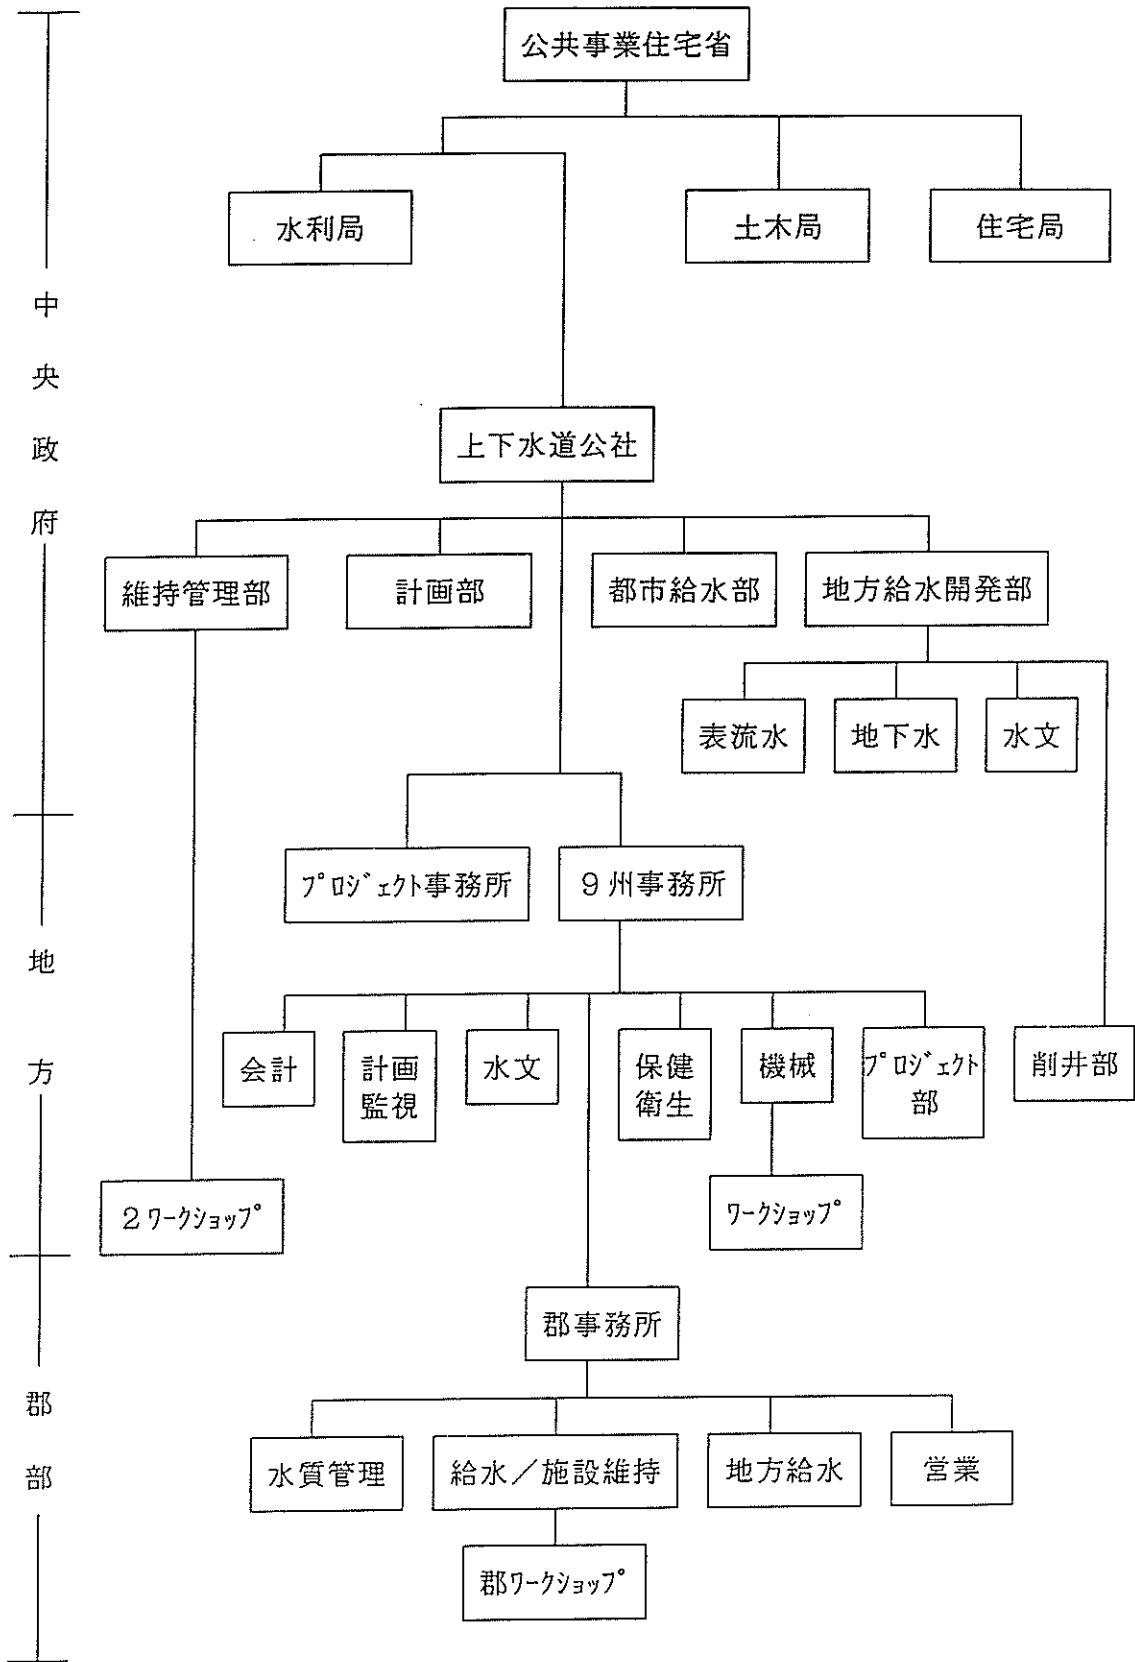 公共事業住宅省
水利局
土木局
住宅局
中央政府
上下水道公社
維持管理部
計画部
都市給水部
地方給水開発部
表流水
地下水
水文
プロジェクト事務所
9州事務所
地方
会計
計画
監視
水文
保健
衛生
機械
プロジェクト
部
削井部
2ワークショップ
ワークショップ
郡事務所
郡部
水質管理
給水/施設維持
地方給水
営業
郡ワークショップ